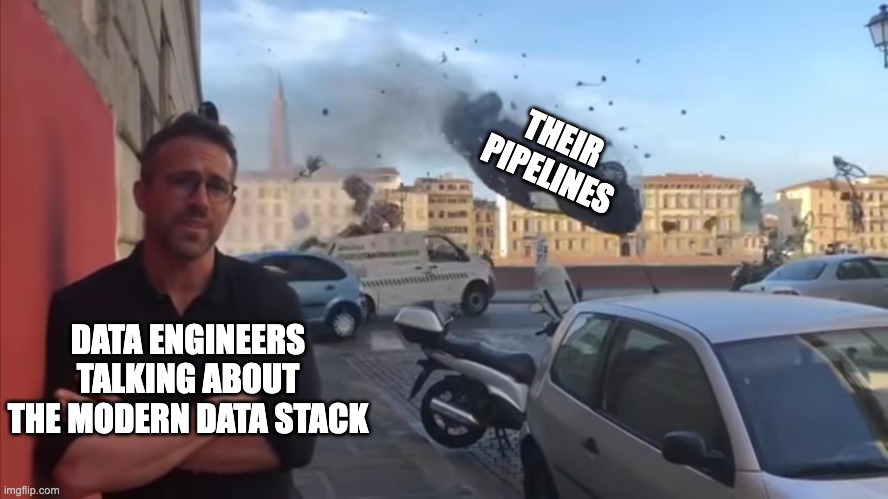 THEIR
PIPELINES
DATA ENGINEERS
TALKING ABOUT
THE MODERN DATA STACK
imgflip.com